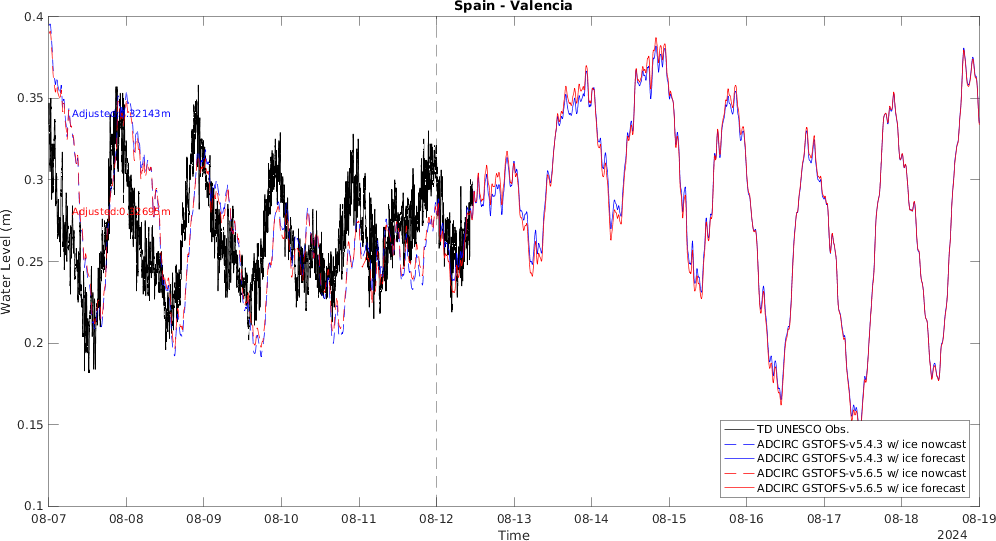 Spain - Valencia
Water Level (m)
0.4
0.35
0.3
0.25
0.2
0.15
0.1
08-07
08-08
08-09
08-10
08-11
08-12
08-13
08-14
08-15
08-16
08-17
08-18
08-19
Time
2024
TD UNESCO Obs.
ADCIRC GSTOFS-v5.4.3 w/ ice nowcast
ADCIRC GSTOFS-v5.4.3 w/ ice forecast
ADCIRC GSTOFS-v5.6.5 w/ ice nowcast
ADCIRC GSTOFS-v5.6.5 w/ ice forecast